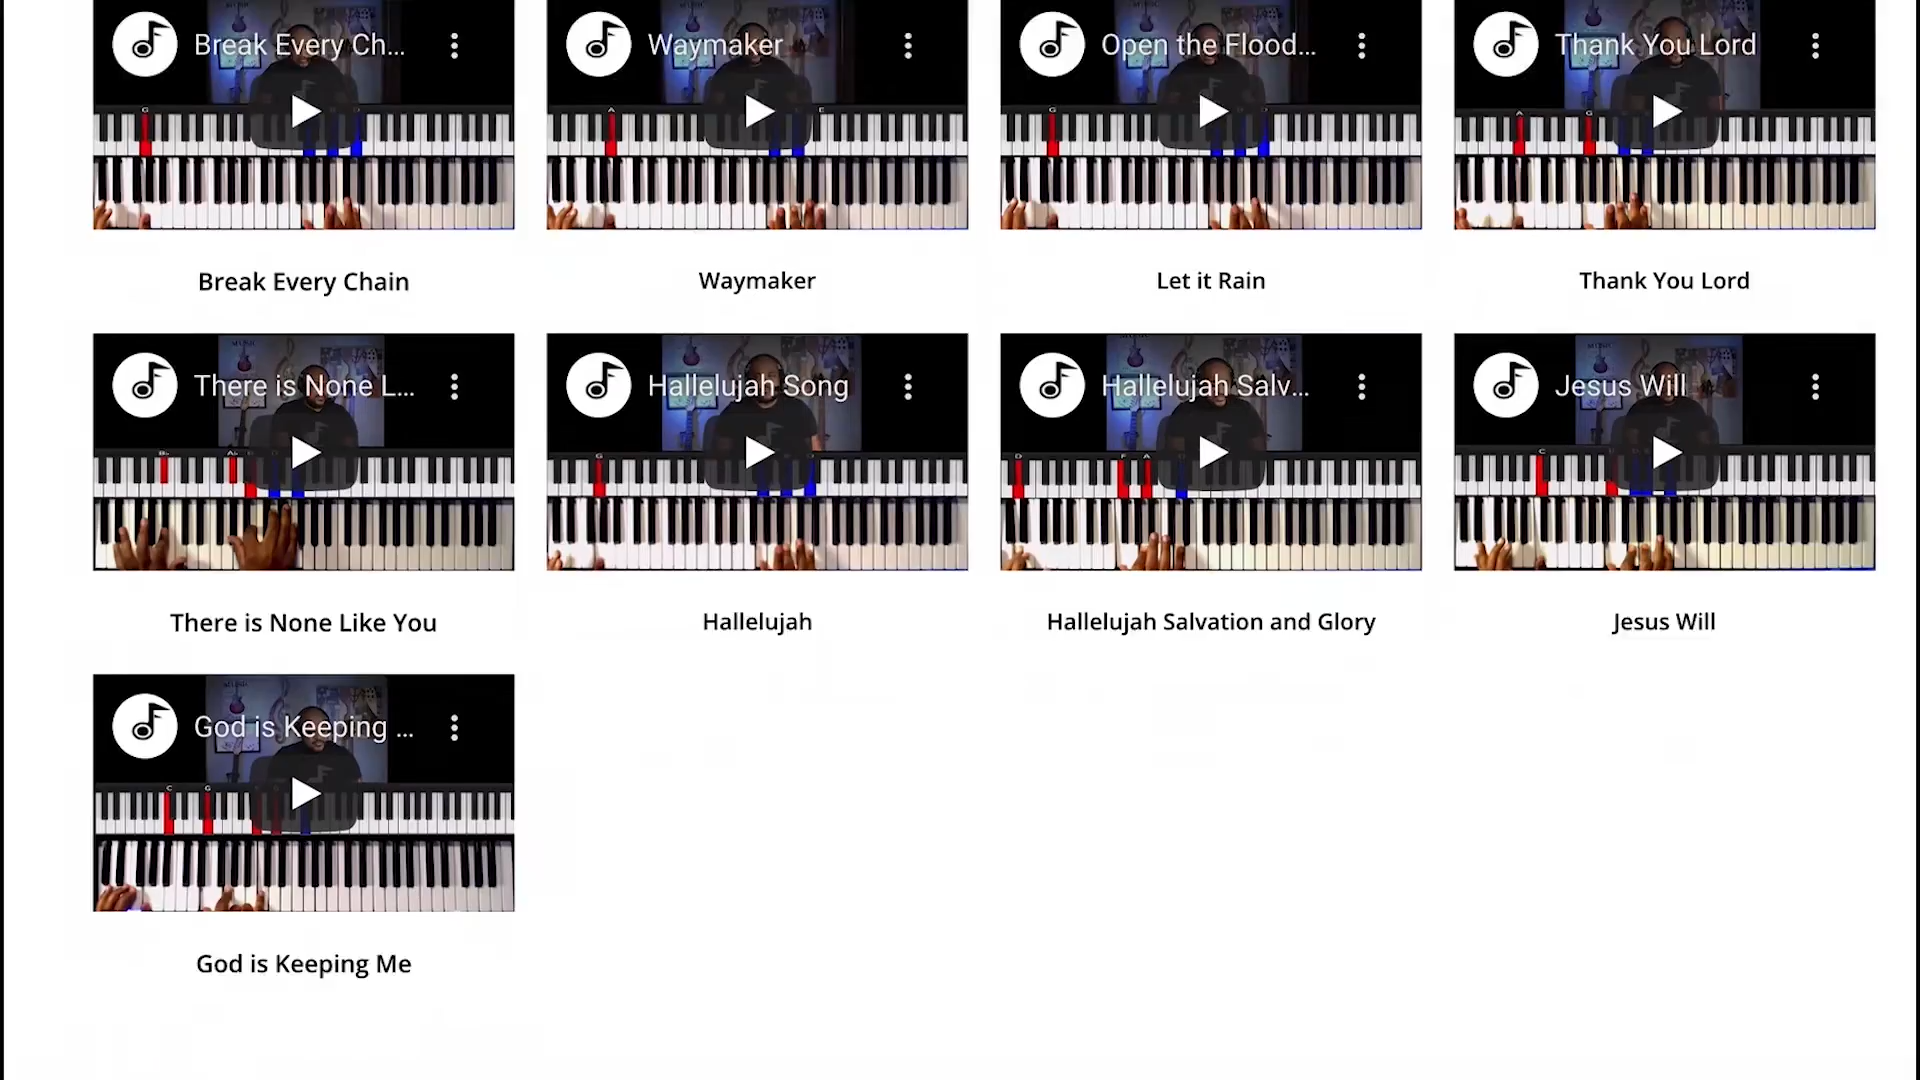 Break Every Ch...
Waymaker
Open the Flood...
Thank You Lord
G
A
E
G
A
G
Break Every Chain
Waymaker
Let it Rain
Thank You Lord
There is None L...
Hallelujah Song
Hallelujah Salv...
Jesus Will
G
D
F
A
C
There is None Like You
Hallelujah
Hallelujah Salvation and Glory
Jesus Will
God is Keeping ...
C
G
God is Keeping Me